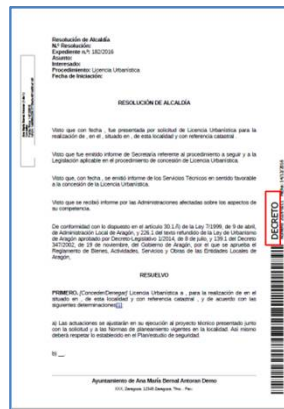 Resolución de Alcaldía
N.º Resolución:
Expediente n.º: 182/2016
Asunto:
Interesado:
Procedimiento: Licencia Urbanística
Fecha de Iniciación:
RESOLUCIÓN DE ALCALDÍA
Visto que con fecha , fue presentada por solicitud de Licencia Urbanística para la
realización de , en el , situado en , de esta localidad y con referencia catastral .
Visto que fue emitido informe de Secretaría referente al procedimiento a seguir y a la
Legislación aplicable en el procedimiento de concesión de Licencia Urbanística.
Visto que, con fecha , se emitió informe de los Servicios Técnicos en sentido favorable
a la concesión de la Licencia Urbanística.
Visto que se recibió informe por las Administraciones afectadas sobre los aspectos de
su competencia.
De conformidad con lo dispuesto en el artículo 30.1.ñ) de la Ley 7/1999, de 9 de abril,
de Administración Local de Aragón, y 226.1 del texto refundido de la Ley de Urbanismo
de Aragón aprobado por Decreto-Legislativo 1/2014, de 8 de julio, y 139.1 del Decreto
347/2002, de 19 de noviembre, del Gobierno de Aragón, por el que se aprueba el
Reglamento de Bienes, Actividades, Servicios y Obras de las Entidades Locales de
Aragón,
RESUELVO
PRIMERO. [Conceder/Denegar] Licencia Urbanística a , para la realización de en el
situado en , de esta localidad y con referencia catastral , y de acuerdo con las
siguientes determinaciones[1]:
a) Las actuaciones se ajustarán en su ejecución al proyecto técnico presentado junto
con la solicitud y a las Normas de planeamiento vigentes en la localidad. Así mismo
deberá respetar lo establecido en el Plan/estudio de seguridad.
b) __
Ayuntamiento de Ana María Bernal Antoran Demo
DECRETO